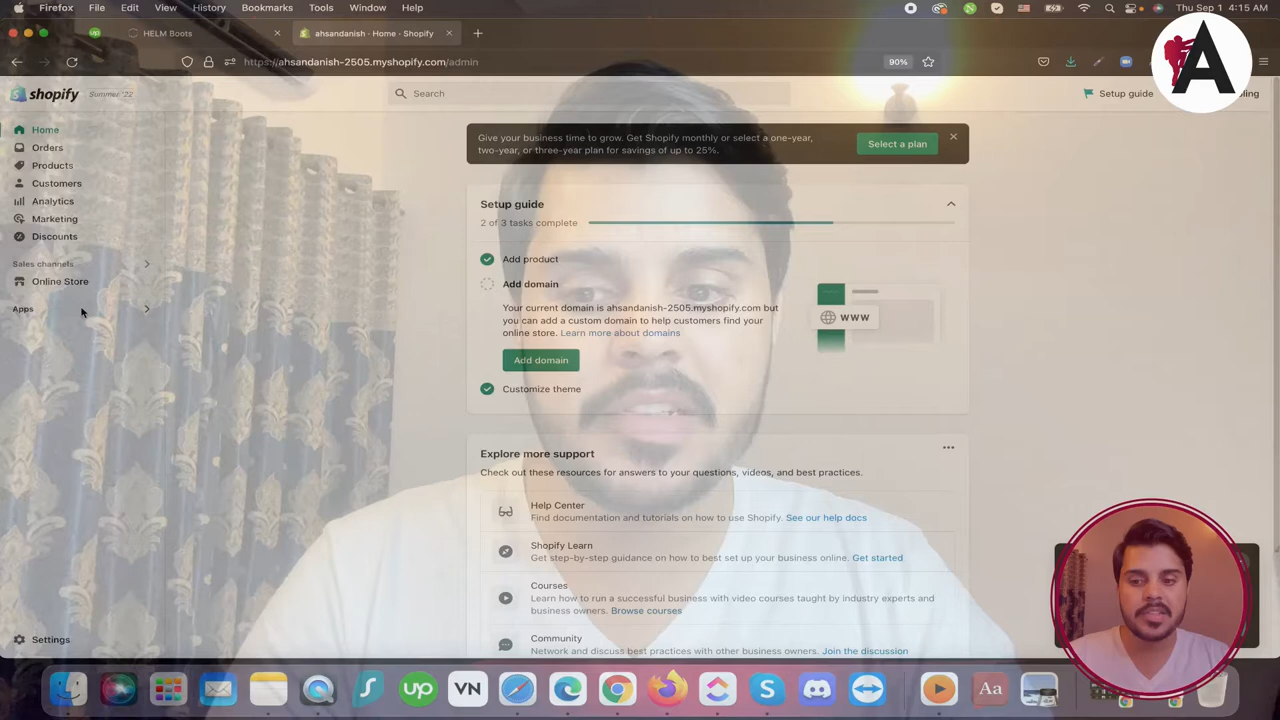 Firefox File Edit View History Bookmarks Tools Window Help
Thu Sep 1 4:15 AM
up HELM Boots
ahsandanish · Home · Shopify
https://ahsandanish-2505.myshopify.com/admin
90%
shopify Summer '22
Search
Setup guide
A
Home
Orders
Products
Customers
Analytics
Marketing
Discounts
Sales channels
Online Store
Apps
Settings
Give your business time to grow. Get Shopify monthly or select a one-year,
two-year, or three-year plan for savings of up to 25%.
Select a plan
Setup guide
2 of 3 tasks complete
Add product
Add domain
Your current domain is ahsandanish-2505.myshopify.com but
you can add a custom domain to help customers find your
online store. Learn more about domains
Add domain
www
Customize theme
Explore more support
Check out these resources for answers to your questions, videos, and best practices.
Help Center
Find documentation and tutorials on how to use Shopify. See our help docs
Shopify Learn
Get step-by-step guidance on how to best set up your business online. Get started
Courses
Learn how to run a successful business with video courses taught by industry experts and
business owners. Browse courses
Community
Network and discuss best practices with other business owners. Join the discussion
up
VN
Aa